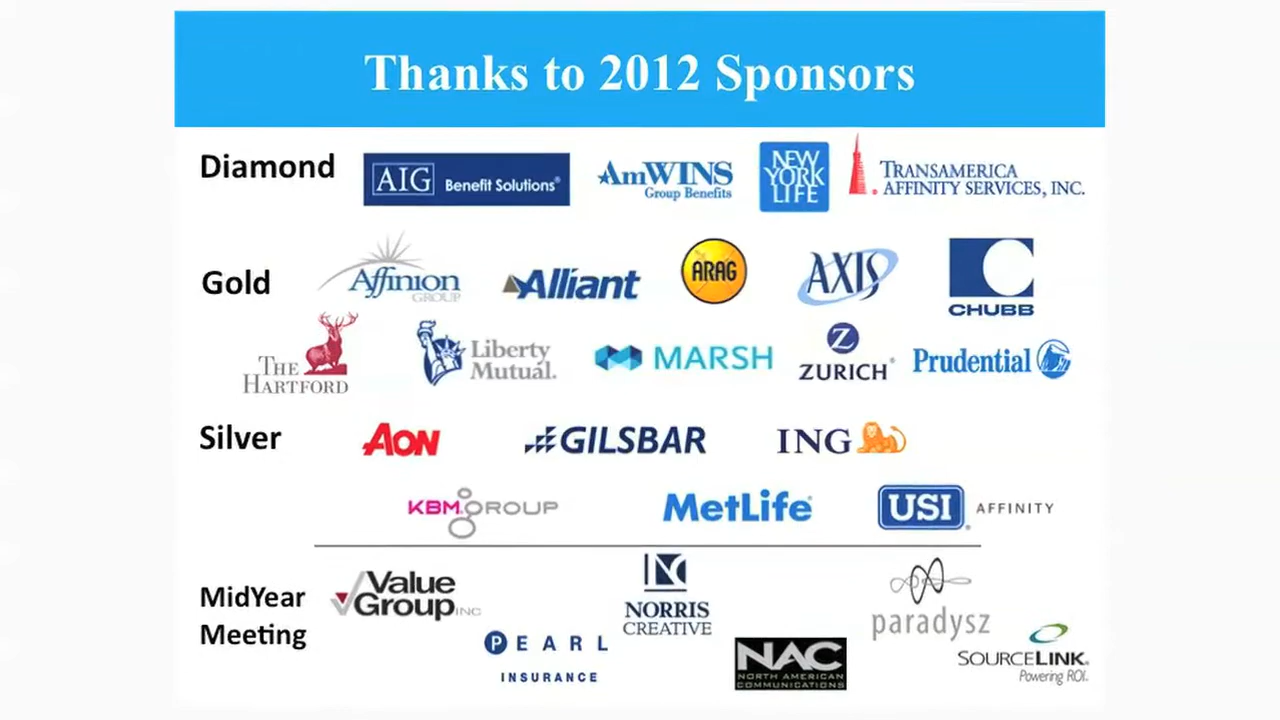 Thanks to 2012 Sponsors
Diamond
AIG Benefit Solutions®
AmWINS
Group Benefits
NEW
YORK
LIFE
TRANSAMERICA
AFFINITY SERVICES, INC.
Gold
Affinion
GROUP
Alliant
ARAG
AXIS
CHUBB
THE
HARTFORD
Liberty
Mutual.
MARSH
Z
ZURICH®
Prudential
Silver
AON
GILSBAR
ING
KBM GROUP
MetLife
USI AFFINITY
MidYear
Meeting
Value
Group INC
N
NORRIS
CREATIVE
paradysz
PEARL
INSURANCE
NAC
NORTH AMERICAN
COMMUNICATIONS
SOURCELINK.
Powering ROI.